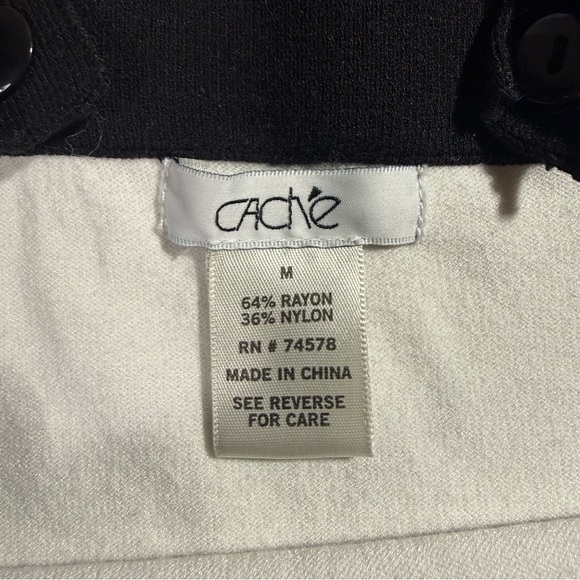 CAChé
M
64% RAYON
36% NYLON
RN # 74578
MADE IN CHINA
SEE REVERSE
FOR CARE